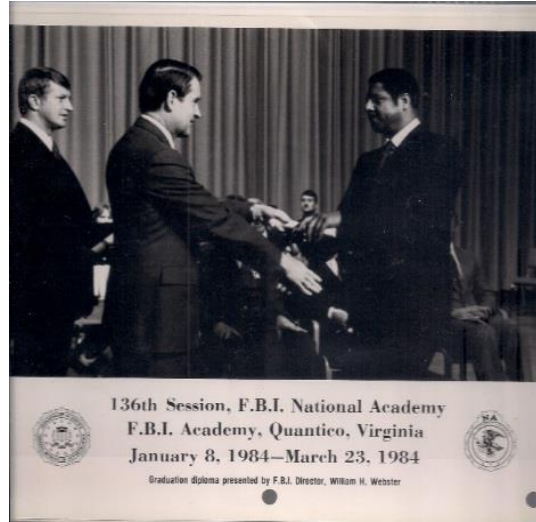 136th Session, F.B.I. National Academy
F.B.I. Academy, Quantico, Virginia
January 8, 1984—March 23, 1984
Graduation diploma presented by F.B.I. Director, William H. Webster
NA